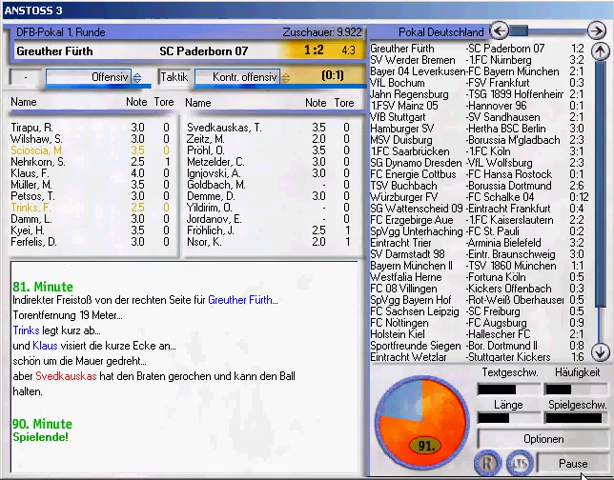 ANSTOSS 3
DFB-Pokal 1. Runde Zuschauer: 9.922
Greuther Fürth SC Paderborn 07 1:2 4:3
- Offensiv Taktik Kontr. offensiv (0:1)
Name Note Tore Name Note Tore
Tirapu, R. 3.0 0 Svedkauskas, T. 3.5 0
Wilshaw, S. 3.0 0 Zeitz, M. 2.0 0
Scioscia, M. 3.5 0 Pröhl, O. 3.5 0
Nehrkorn, S. 2.5 1 Metzelder, C. 3.0 0
Klaus, F. 4.0 0 Ignjovski, A. 3.0 0
Müller, M. 3.5 0 Goldbach, M. - 0
Petsos, T. 3.0 0 Demme, D. 3.0 0
Trinks, F. 2.5 0 Yildirim, O. - 0
Damm, L. 3.0 0 Jordanov, E. - 0
Kyei, H. 3.5 0 Fröhlich, J. 2.5 1
Ferfelis, D. 3.0 0 Nsor, K. 2.0 1
81. Minute
Indirekter Freistoß von der rechten Seite für Greuther Fürth...
Torentfernung 19 Meter...
Trinks legt kurz ab...
und Klaus visiert die kurze Ecke an...
schön um die Mauer gedreht...
aber Svedkauskas hat den Braten gerochen und kann den Ball
halten.
90. Minute
Spielende!
Pokal Deutschland
Greuther Fürth -SC Paderborn 07 1:2
SV Werder Bremen -1.FC Nürnberg 3:2
Bayer 04 Leverkusen-FC Bayern München 2:1
VfL Bochum -FSV Frankfurt 0:3
Jahn Regensburg -TSG 1899 Hoffenheim 2:1
1.FSV Mainz 05 -Hannover 96 0:1
VfB Stuttgart -SV Sandhausen 2:1
Hamburger SV -Hertha BSC Berlin 3:0
MSV Duisburg -Borussia M'gladbach 2:3
1.FC Saarbrücken -1.FC Köln 3:1
SG Dynamo Dresden -VfL Wolfsburg 2:3
FC Energie Cottbus -FC Hansa Rostock 0:1
TSV Buchbach -Borussia Dortmund 2:6
Würzburger FV -FC Schalke 04 0:12
SG Wattenscheid 09-Eintracht Frankfurt 0:4
FC Erzgebirge Aue -1.FC Kaiserslautern 2:2
SpVgg Unterhaching-FC St. Pauli 0:2
Eintracht Trier -Arminia Bielefeld 3:2
SV Darmstadt 98 -Eintr. Braunschweig 3:0
Bayern München II -TSV 1860 München 1:1
Westfalia Herne -Fortuna Köln 0:5
FC 08 Villingen -Kickers Offenbach 0:3
SpVgg Bayern Hof -Rot-Weiß Oberhausen 0:5
FC Sachsen Leipzig -SC Freiburg 0:5
FC Nöttingen -FC Augsburg 0:9
Holstein Kiel -Hallescher FC 2:1
Sportfreunde Siegen -Bor. Dortmund II 0:8
Eintracht Wetzlar -Stuttgarter Kickers 1:6
Textgeschw. Häufigkeit
Länge Spielgeschw.
91.
Optionen
R LTS Pause